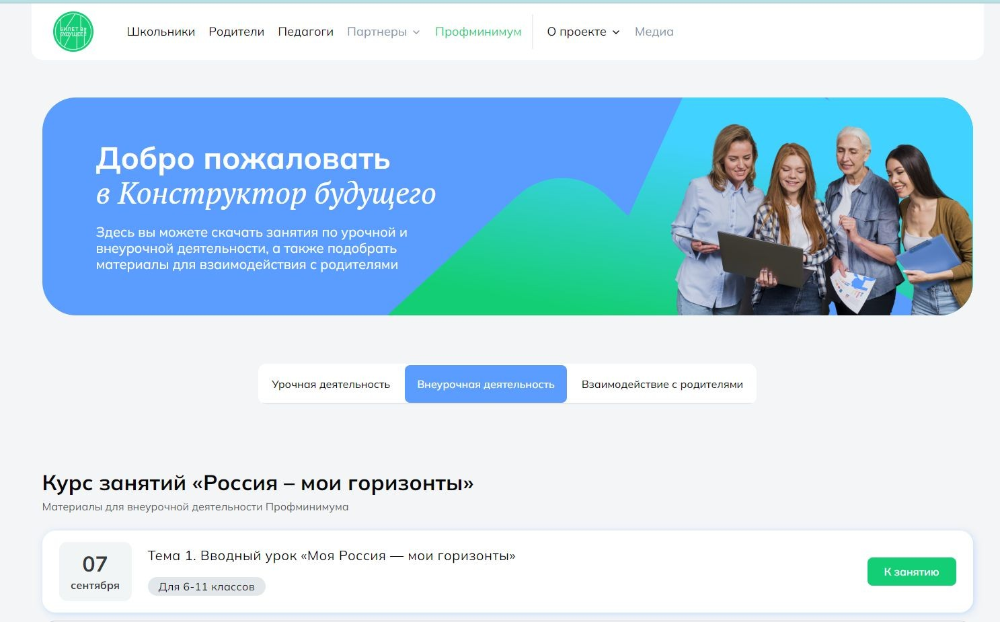 БИЛЕТ В
БУДУЩЕЕ
Школьники Родители Педагоги Партнеры Профминимум О проекте Медиа
Добро пожаловать
в Конструктор будущего
Здесь вы можете скачать занятия по урочной и
внеурочной деятельности, а также подобрать
материалы для взаимодействия с родителями
Урочная деятельность Внеурочная деятельность Взаимодействие с родителями
Курс занятий «Россия – мои горизонты»
Материалы для внеурочной деятельности Профминимума
07
сентября
Тема 1. Вводный урок «Моя Россия — мои горизонты»
Для 6-11 классов
К занятию